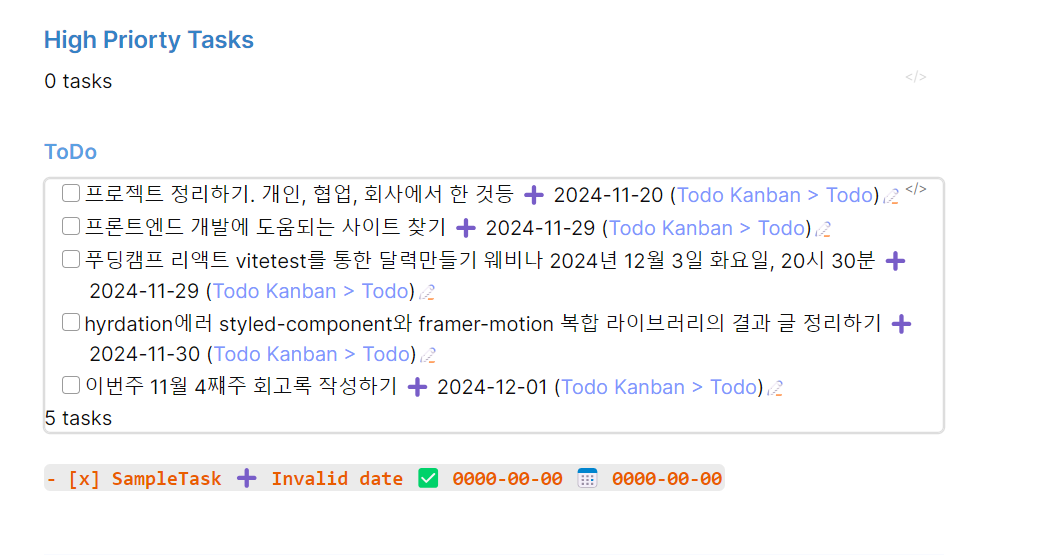 High Priorty Tasks
0 tasks
</>
ToDo
프로젝트 정리하기. 개인, 협업, 회사에서 한 것등 ➕ 2024-11-20 (Todo Kanban > Todo) </>
프론트엔드 개발에 도움되는 사이트 찾기 ➕ 2024-11-29 (Todo Kanban > Todo)
푸딩캠프 리액트 vitetest를 통한 달력만들기 웨비나 2024년 12월 3일 화요일, 20시 30분 ➕
2024-11-29 (Todo Kanban > Todo)
hyrdation에러 styled-component와 framer-motion 복합 라이브러리의 결과 글 정리하기 ➕
2024-11-30 (Todo Kanban > Todo)
이번주 11월 4쨰주 회고록 작성하기 ➕ 2024-12-01 (Todo Kanban > Todo)
5 tasks
- [x] SampleTask ➕ Invalid date ✅ 0000-00-00 📅 0000-00-00